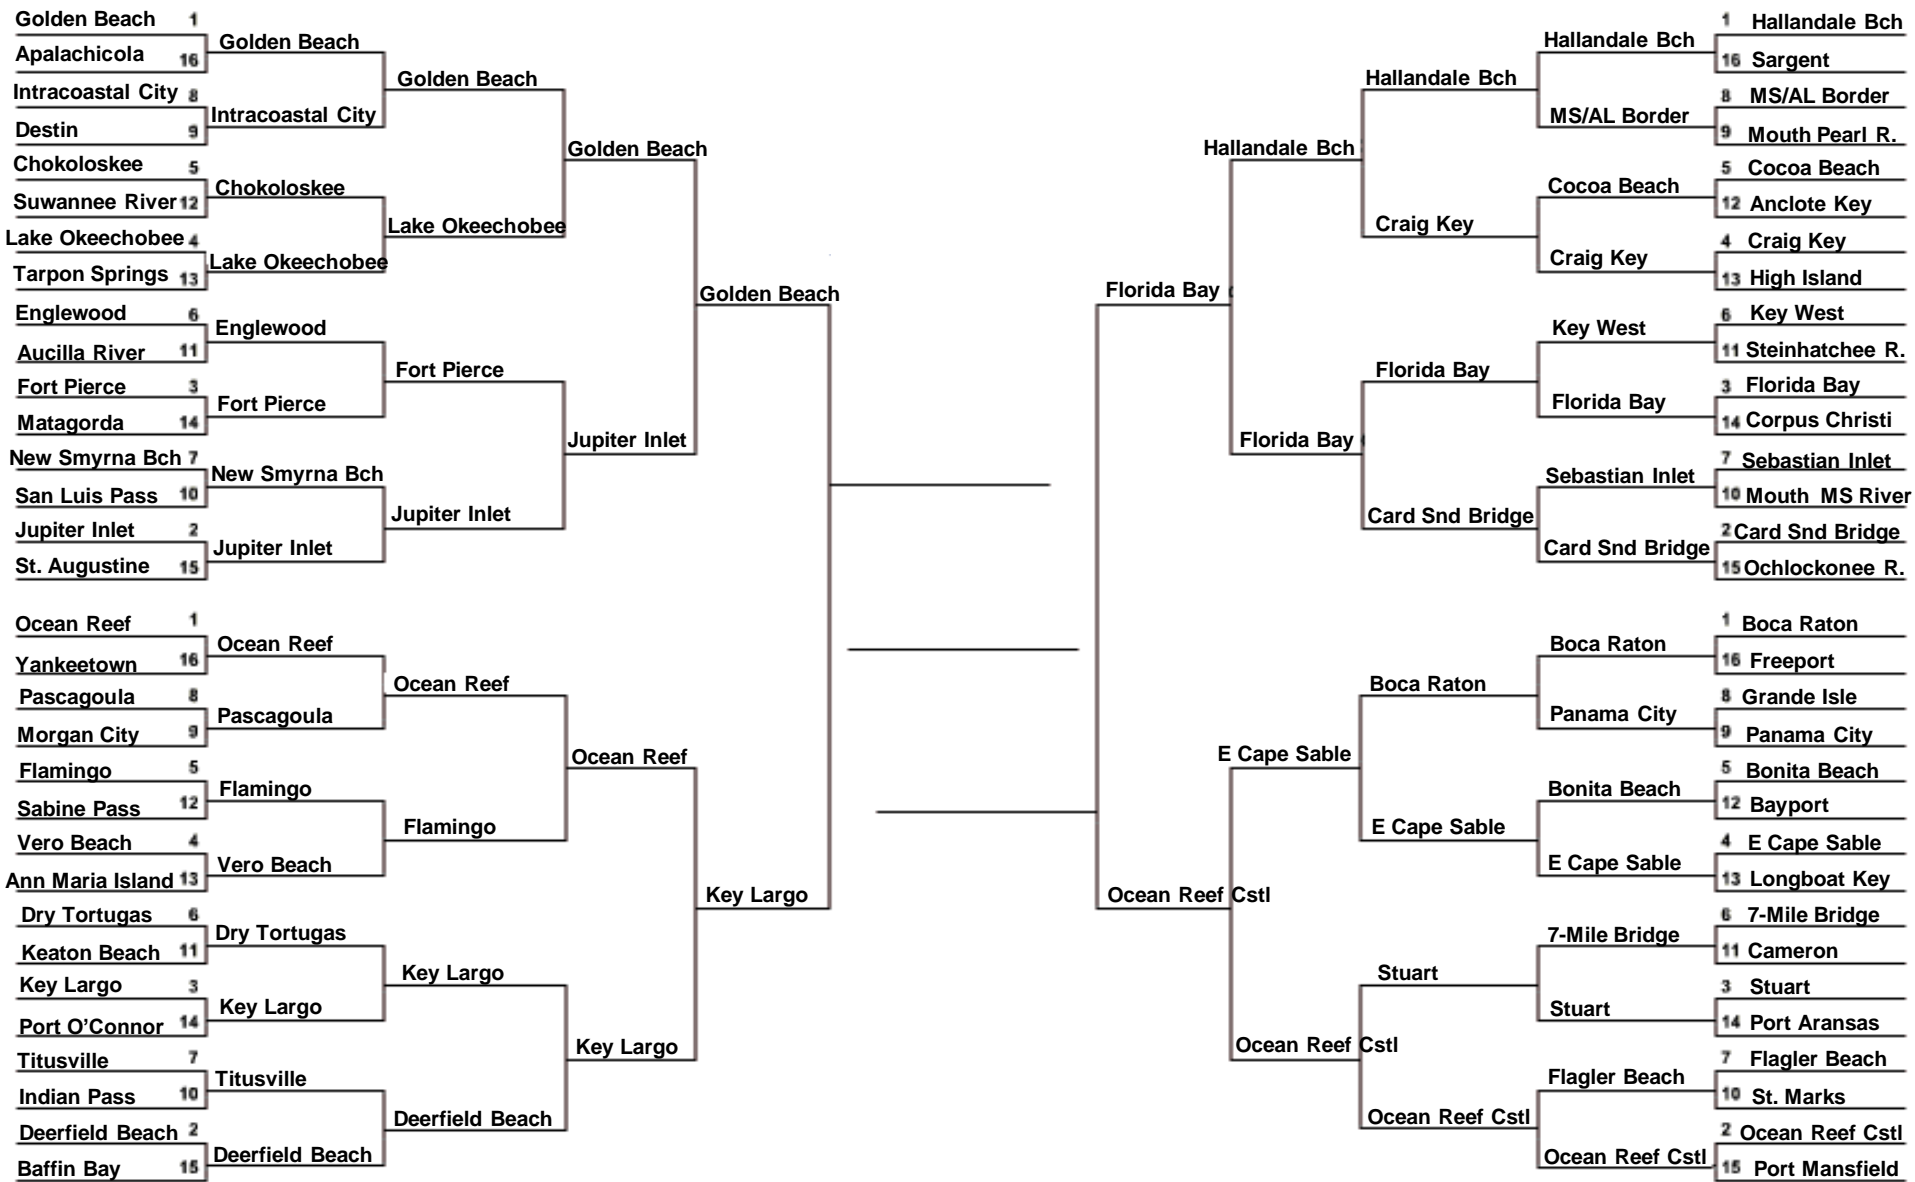 Golden Beach 1
Apalachicola 16
Intracoastal City 8
Destin 9
Chokoloskee 5
Suwannee River 12
Lake Okeechobee 4
Tarpon Springs 13
Englewood 6
Aucilla River 11
Fort Pierce 3
Matagorda 14
New Smyrna Bch 7
San Luis Pass 10
Jupiter Inlet 2
St. Augustine 15
Ocean Reef 1
Yankeetown 16
Pascagoula 8
Morgan City 9
Flamingo 5
Sabine Pass 12
Vero Beach 4
Ann Maria Island 13
Dry Tortugas 6
Keaton Beach 11
Key Largo 3
Port O'Connor 14
Titusville 7
Indian Pass 10
Deerfield Beach 2
Baffin Bay 15
Golden Beach
Intracoastal City
Chokoloskee
Lake Okeechobee
Englewood
Fort Pierce
New Smyrna Bch
Jupiter Inlet
Ocean Reef
Pascagoula
Flamingo
Vero Beach
Dry Tortugas
Key Largo
Titusville
Deerfield Beach
Golden Beach
Lake Okeechobee
Fort Pierce
Jupiter Inlet
Ocean Reef
Flamingo
Key Largo
Deerfield Beach
Golden Beach
Jupiter Inlet
Ocean Reef
Key Largo
Golden Beach
Key Largo
Florida Bay
Ocean Reef Cstl
Hallandale Bch
Florida Bay
E Cape Sable
Ocean Reef Cstl
Hallandale Bch
Craig Key
Florida Bay
Card Snd Bridge
Boca Raton
E Cape Sable
Stuart
Ocean Reef Cstl
Hallandale Bch
MS/AL Border
Cocoa Beach
Craig Key
Key West
Florida Bay
Sebastian Inlet
Card Snd Bridge
Boca Raton
Panama City
Bonita Beach
E Cape Sable
7-Mile Bridge
Stuart
Flagler Beach
Ocean Reef Cstl
1 Hallandale Bch
16 Sargent
8 MS/AL Border
9 Mouth Pearl R.
5 Cocoa Beach
12 Anclote Key
4 Craig Key
13 High Island
6 Key West
11 Steinhatchee R.
3 Florida Bay
14 Corpus Christi
7 Sebastian Inlet
10 Mouth MS River
2 Card Snd Bridge
15 Ochlockonee R.
1 Boca Raton
16 Freeport
8 Grande Isle
9 Panama City
5 Bonita Beach
12 Bayport
4 E Cape Sable
13 Longboat Key
6 7-Mile Bridge
11 Cameron
3 Stuart
14 Port Aransas
7 Flagler Beach
10 St. Marks
2 Ocean Reef Cstl
15 Port Mansfield